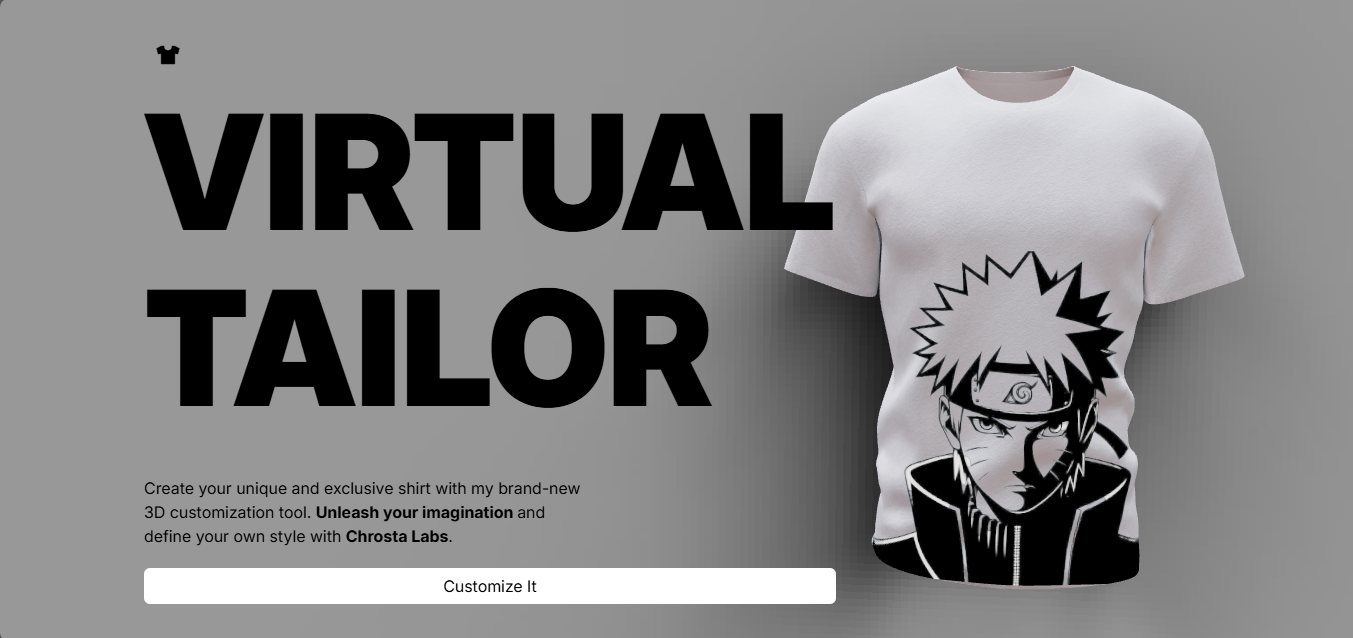 VIRTUAL
TAILOR
Create your unique and exclusive shirt with my brand-new
3D customization tool. Unleash your imagination and
define your own style with Chrosta Labs.
Customize It